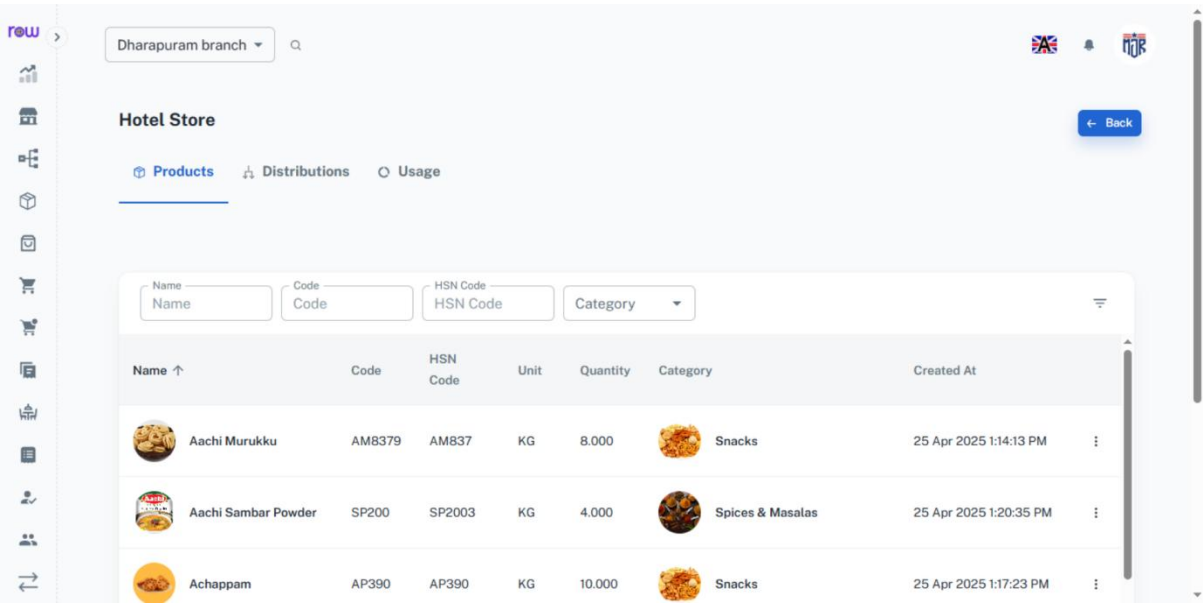 row
Dharapuram branch
MJR
Hotel Store
← Back
Products Distributions Usage
Name Code HSN Code
Name Code HSN Code Category
Name ↑ Code HSN Code Unit Quantity Category Created At
Aachi Murukku AM8379 AM837 KG 8.000 Snacks 25 Apr 2025 1:14:13 PM
Aachi Sambar Powder SP200 SP2003 KG 4.000 Spices & Masalas 25 Apr 2025 1:20:35 PM
Achappam AP390 AP390 KG 10.000 Snacks 25 Apr 2025 1:17:23 PM